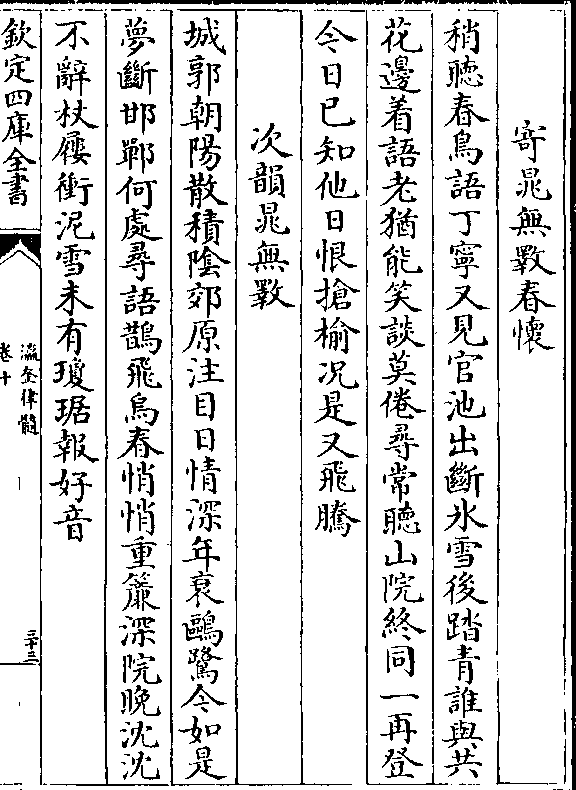 寄晁無斁春懷
稍聽春鳥語丁寧又見官池出斷氷雪後踏青誰與共
花邊着語老猶能笑談莫倦尋常聽山院終同一再登
今日已知他日恨搶榆况是又飛騰
次韻晁無斁
城郭朝陽散積陰郊原注目日情深年衰鷗鷺今如是
夢斷邯鄲何處尋語鵲飛烏春悄悄重簾深院晚沈沈
不辭杖屨衝泥雪未有瓊琚報好音
欽定四庫全書
瀛奎律髓
卷十
三十三